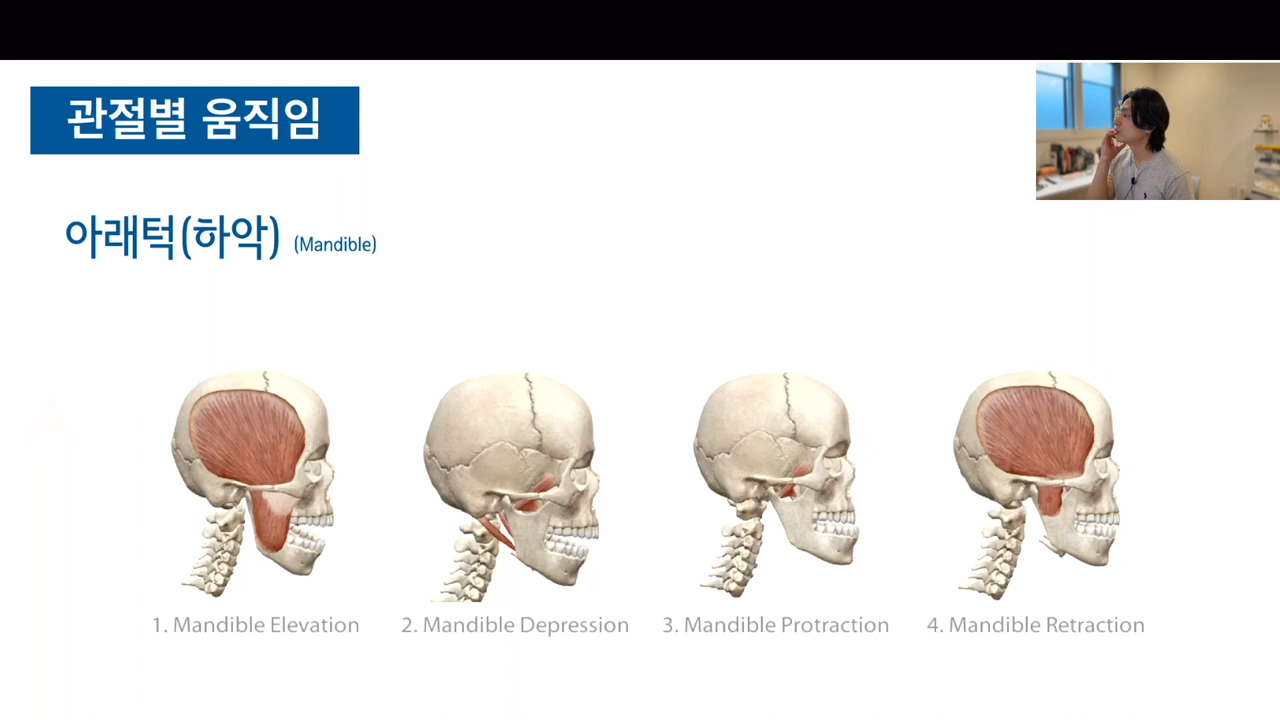 관절별 움직임
아래턱(하악) (Mandible)
1. Mandible Elevation
2. Mandible Depression
3. Mandible Protraction
4. Mandible Retraction